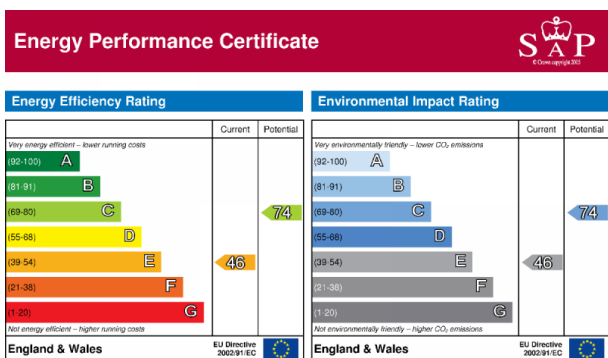 Energy Performance Certificate
SAP
© Crown copyright 2005
Energy Efficiency Rating
Current
Potential
Very energy efficient – lower running costs
(92-100) A
(81-91) B
(69-80) C
74
(55-68) D
(39-54) E
46
(21-38) F
(1-20) G
Not energy efficient – higher running costs
England & Wales
EU Directive
2002/91/EC
Environmental Impact Rating
Current
Potential
Very environmentally friendly – lower CO₂ emissions
(92-100) A
(81-91) B
(69-80) C
74
(55-68) D
(39-54) E
46
(21-38) F
(1-20) G
Not environmentally friendly – higher CO₂ emissions
England & Wales
EU Directive
2002/91/EC